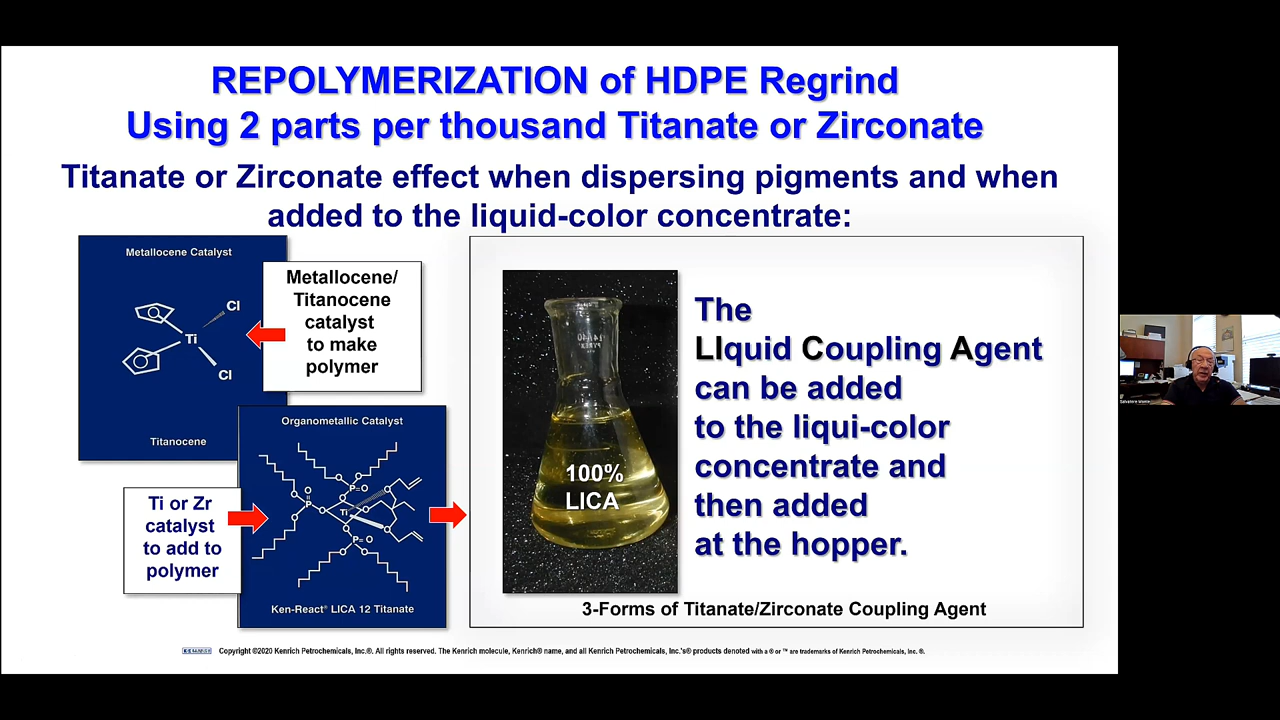 REPOLYMERIZATION of HDPE Regrind
Using 2 parts per thousand Titanate or Zirconate
Titanate or Zirconate effect when dispersing pigments and when
added to the liquid-color concentrate:
Metallocene Catalyst
Cl
Ti
Cl
Titanocene
Metallocene/
Titanocene
catalyst
to make
polymer
Organometallic Catalyst
O
P
O
O
O
P=O
O
O
O
Ti
O
O
P=O
O
O
Ken-React® LICA 12 Titanate
Ti or Zr
catalyst
to add to
polymer
100%
LICA
The
LIquid Coupling Agent
can be added
to the liqui-color
concentrate and
then added
at the hopper.
3-Forms of Titanate/Zirconate Coupling Agent
Copyright ©2020 Kenrich Petrochemicals, Inc.®. All rights reserved. The Kenrich molecule, Kenrich® name, and all Kenrich Petrochemicals, Inc.'s® products denoted with a ® or ™ are trademarks of Kenrich Petrochemicals, Inc. ®.
Salvatore Monte